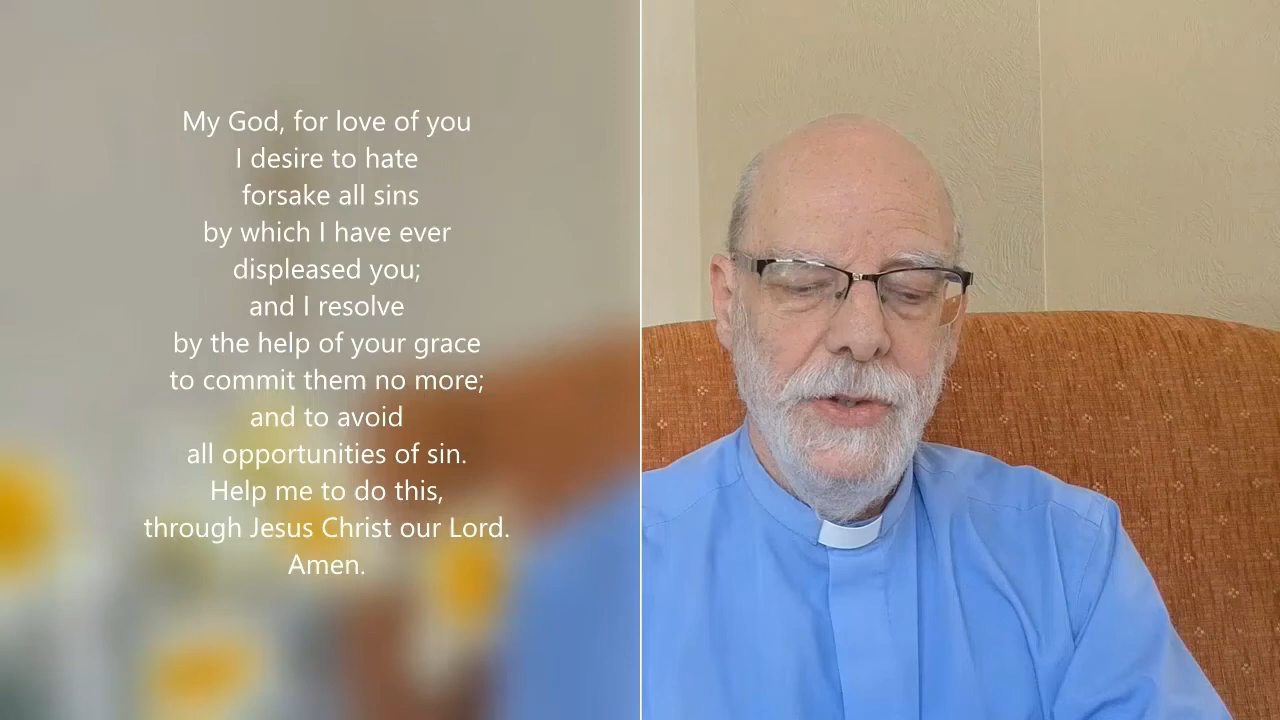 My God, for love of you
I desire to hate
forsake all sins
by which I have ever
displeased you;
and I resolve
by the help of your grace
to commit them no more;
and to avoid
all opportunities of sin.
Help me to do this,
through Jesus Christ our Lord.
Amen.